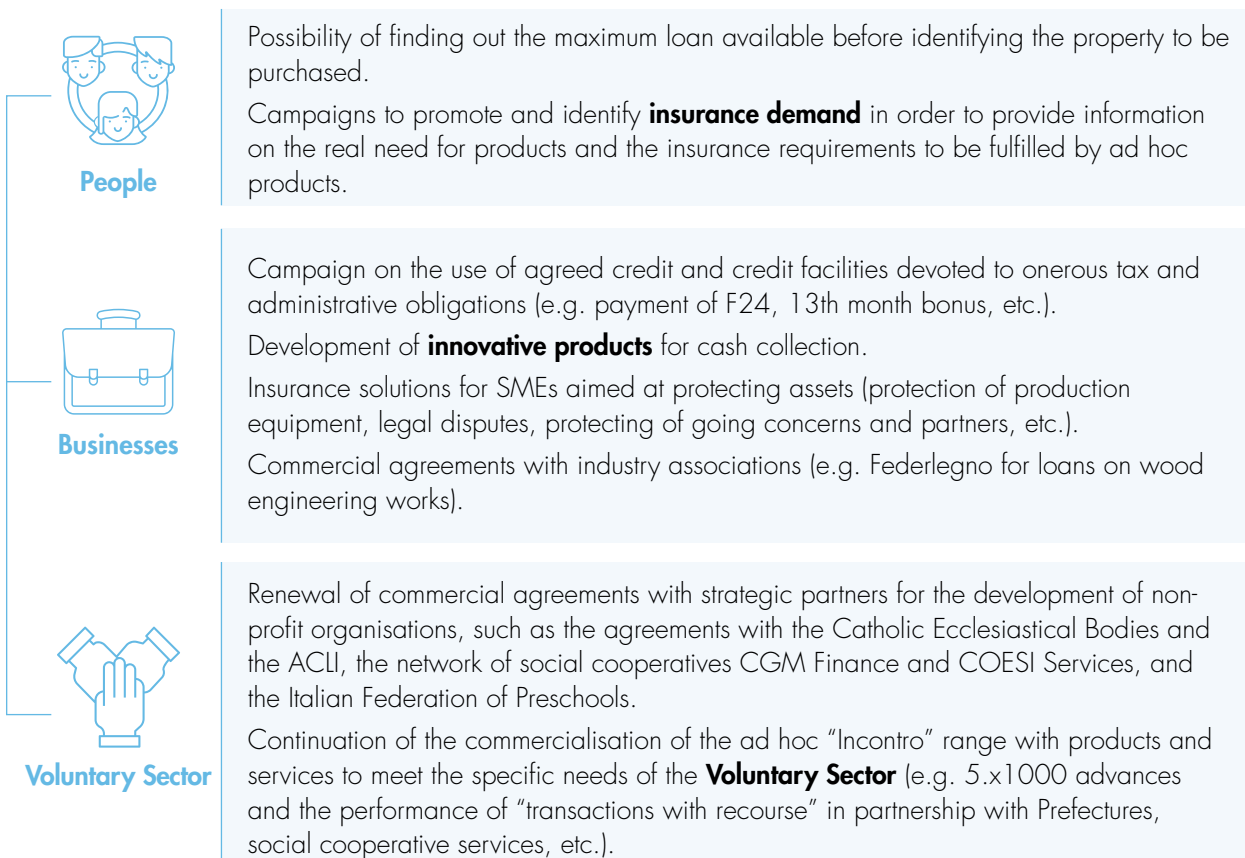 Possibility of finding out the maximum loan available before identifying the property to be
purchased.
Campaigns to promote and identify insurance demand in order to provide information
on the real need for products and the insurance requirements to be fulfilled by ad hoc
products.
People
Campaign on the use of agreed credit and credit facilities devoted to onerous tax and
administrative obligations (e.g. payment of F24, 13th month bonus, etc.).
Development of innovative products for cash collection.
Insurance solutions for SMEs aimed at protecting assets (protection of production
equipment, legal disputes, protecting of going concerns and partners, etc.).
Commercial agreements with industry associations (e.g. Federlegno for loans on wood
engineering works).
Businesses
Renewal of commercial agreements with strategic partners for the development of non-
profit organisations, such as the agreements with the Catholic Ecclesiastical Bodies and
the ACLI, the network of social cooperatives CGM Finance and COESI Services, and
the Italian Federation of Preschools.
Continuation of the commercialisation of the ad hoc “Incontro” range with products and
services to meet the specific needs of the Voluntary Sector (e.g. 5.x1000 advances
and the performance of “transactions with recourse” in partnership with Prefectures,
social cooperative services, etc.).
Voluntary Sector